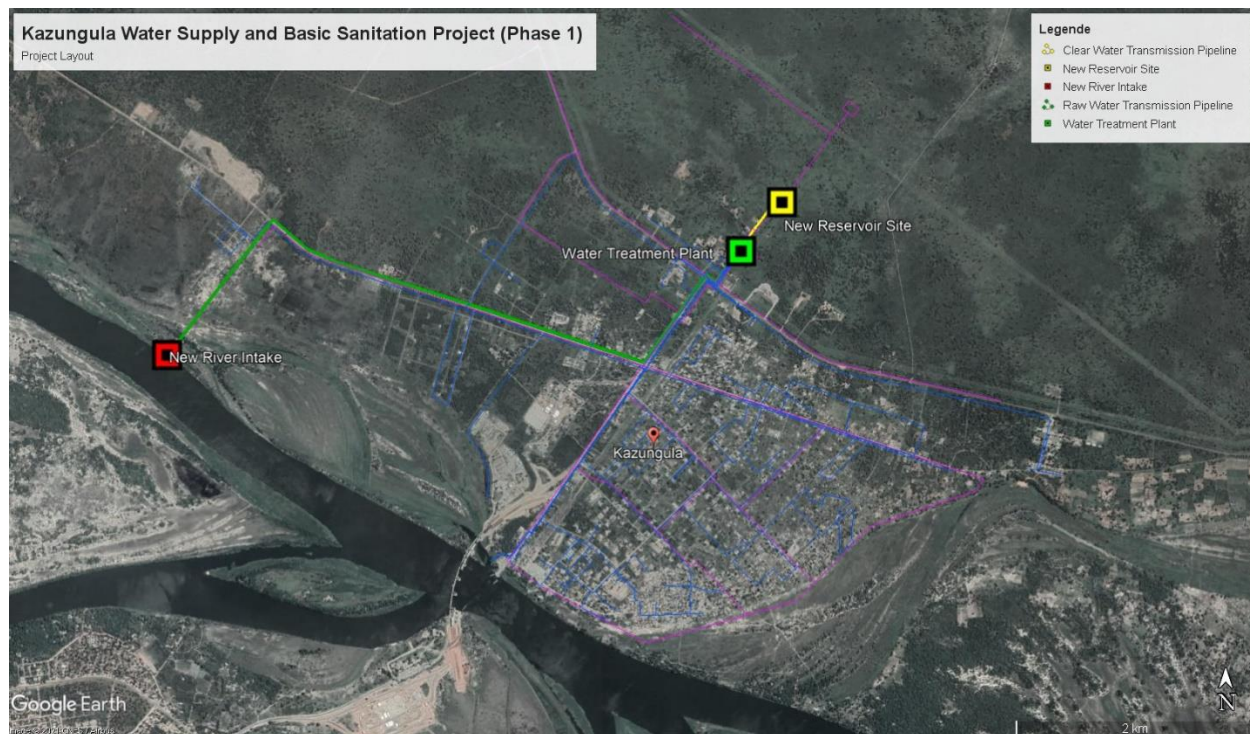 Kazungula Water Supply and Basic Sanitation Project (Phase 1)
Project Layout
Legende
Clear Water Transmission Pipeline
New Reservoir Site
New River Intake
Raw Water Transmission Pipeline
Water Treatment Plant
New Reservoir Site
Water Treatment Plant
New River Intake
Kazungula
Google Earth
N
2 km